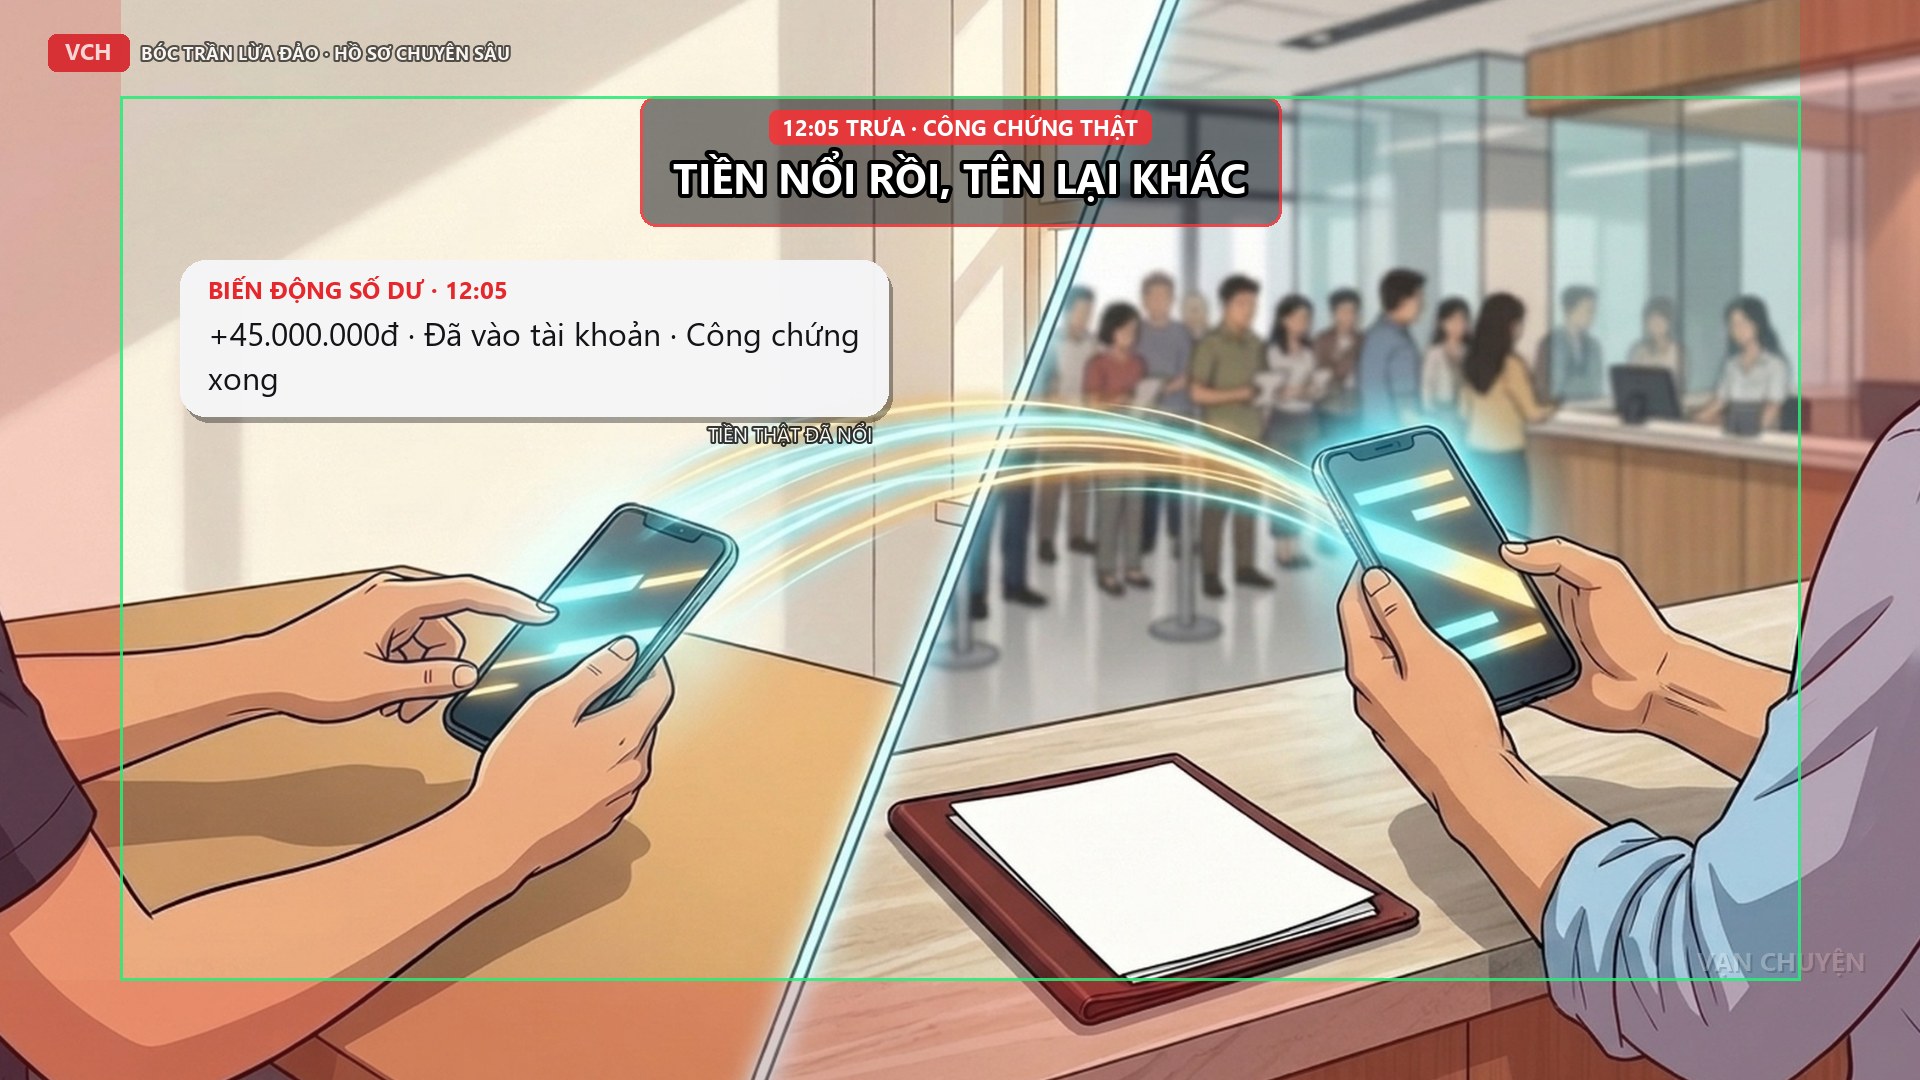 VCH BÓC TRẦN LỪA ĐẢO · HỒ SƠ CHUYÊN SÂU
12:05 TRƯA · CÔNG CHỨNG THẬT
TIỀN NỔI RỒI, TÊN LẠI KHÁC
BIẾN ĐỘNG SỐ DƯ · 12:05
+45.000.000đ · Đã vào tài khoản · Công chứng
xong
TIỀN THẬT ĐÃ NỔI
VẠN CHUYỆN